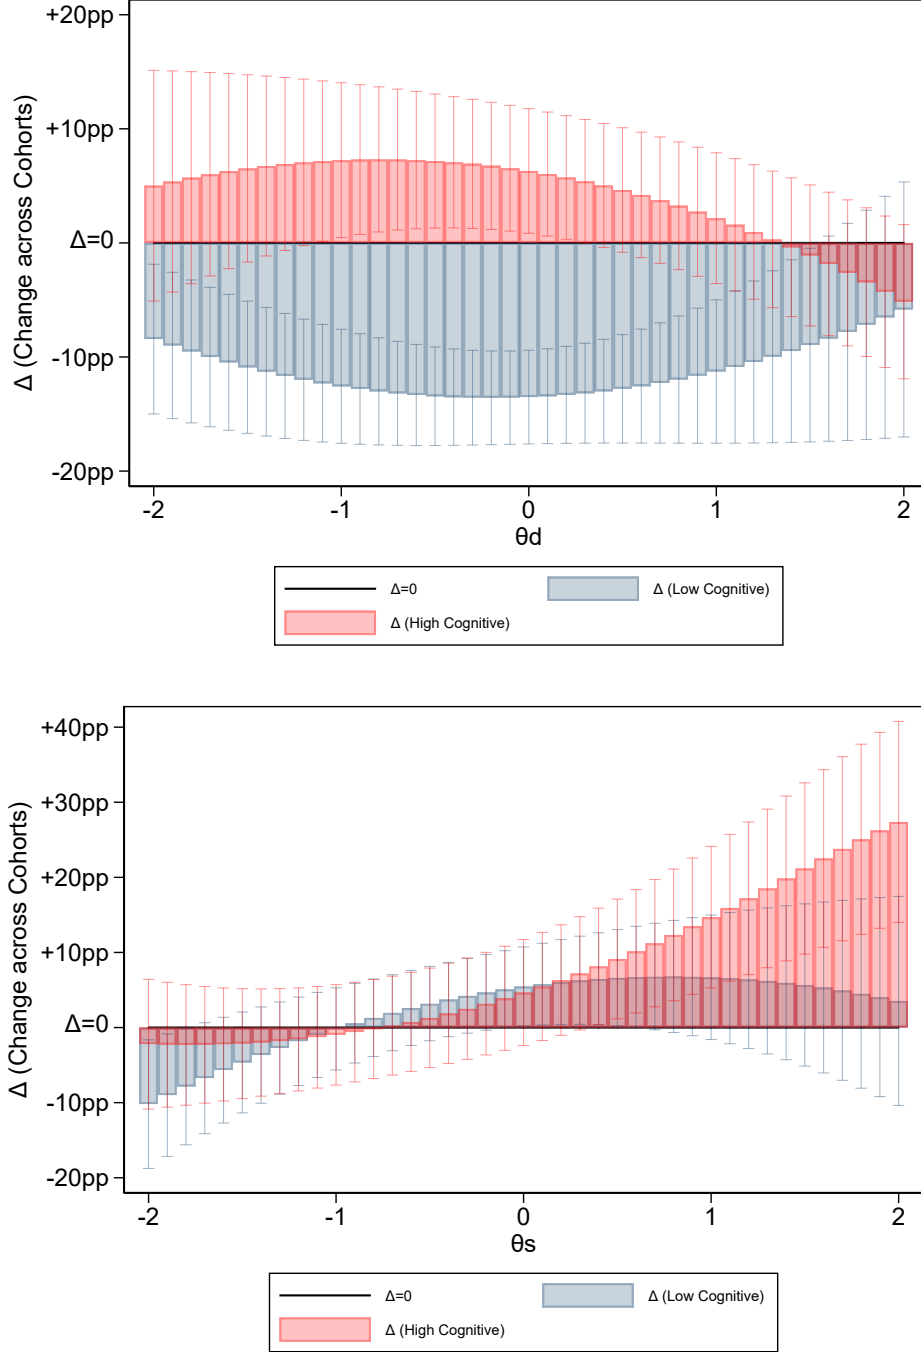 +20pp
+10pp
Δ=0
-10pp
-20pp
Δ (Change across Cohorts)
-2 -1 0 1 2
θd
Δ=0 Δ (Low Cognitive)
Δ (High Cognitive)
+40pp
+30pp
+20pp
+10pp
Δ=0
-10pp
-20pp
Δ (Change across Cohorts)
-2 -1 0 1 2
θs
Δ=0 Δ (Low Cognitive)
Δ (High Cognitive)